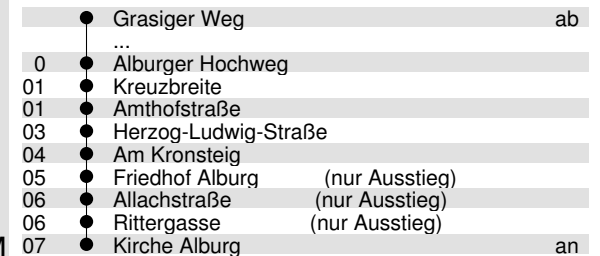 Grasiger Weg ab
...
0 Alburger Hochweg
01 Kreuzbreite
01 Amthofstraße
03 Herzog-Ludwig-Straße
04 Am Kronsteig
05 Friedhof Alburg (nur Ausstieg)
06 Allachstraße (nur Ausstieg)
06 Rittergasse (nur Ausstieg)
07 Kirche Alburg an